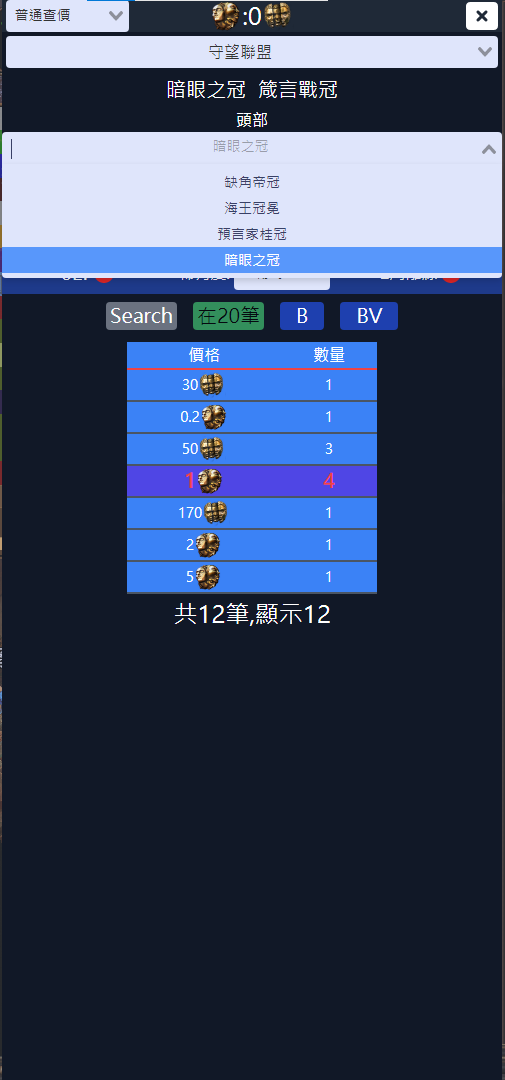 普通查價
:0
守望聯盟
暗眼之冠 箴言戰冠
頭部
暗眼之冠
缺角帝冠
海王冠冕
預言家桂冠
暗眼之冠
Search 在20筆 B BV
價格 數量
30 1
0.2 1
50 3
1 4
170 1
2 1
5 1
共12筆,顯示12